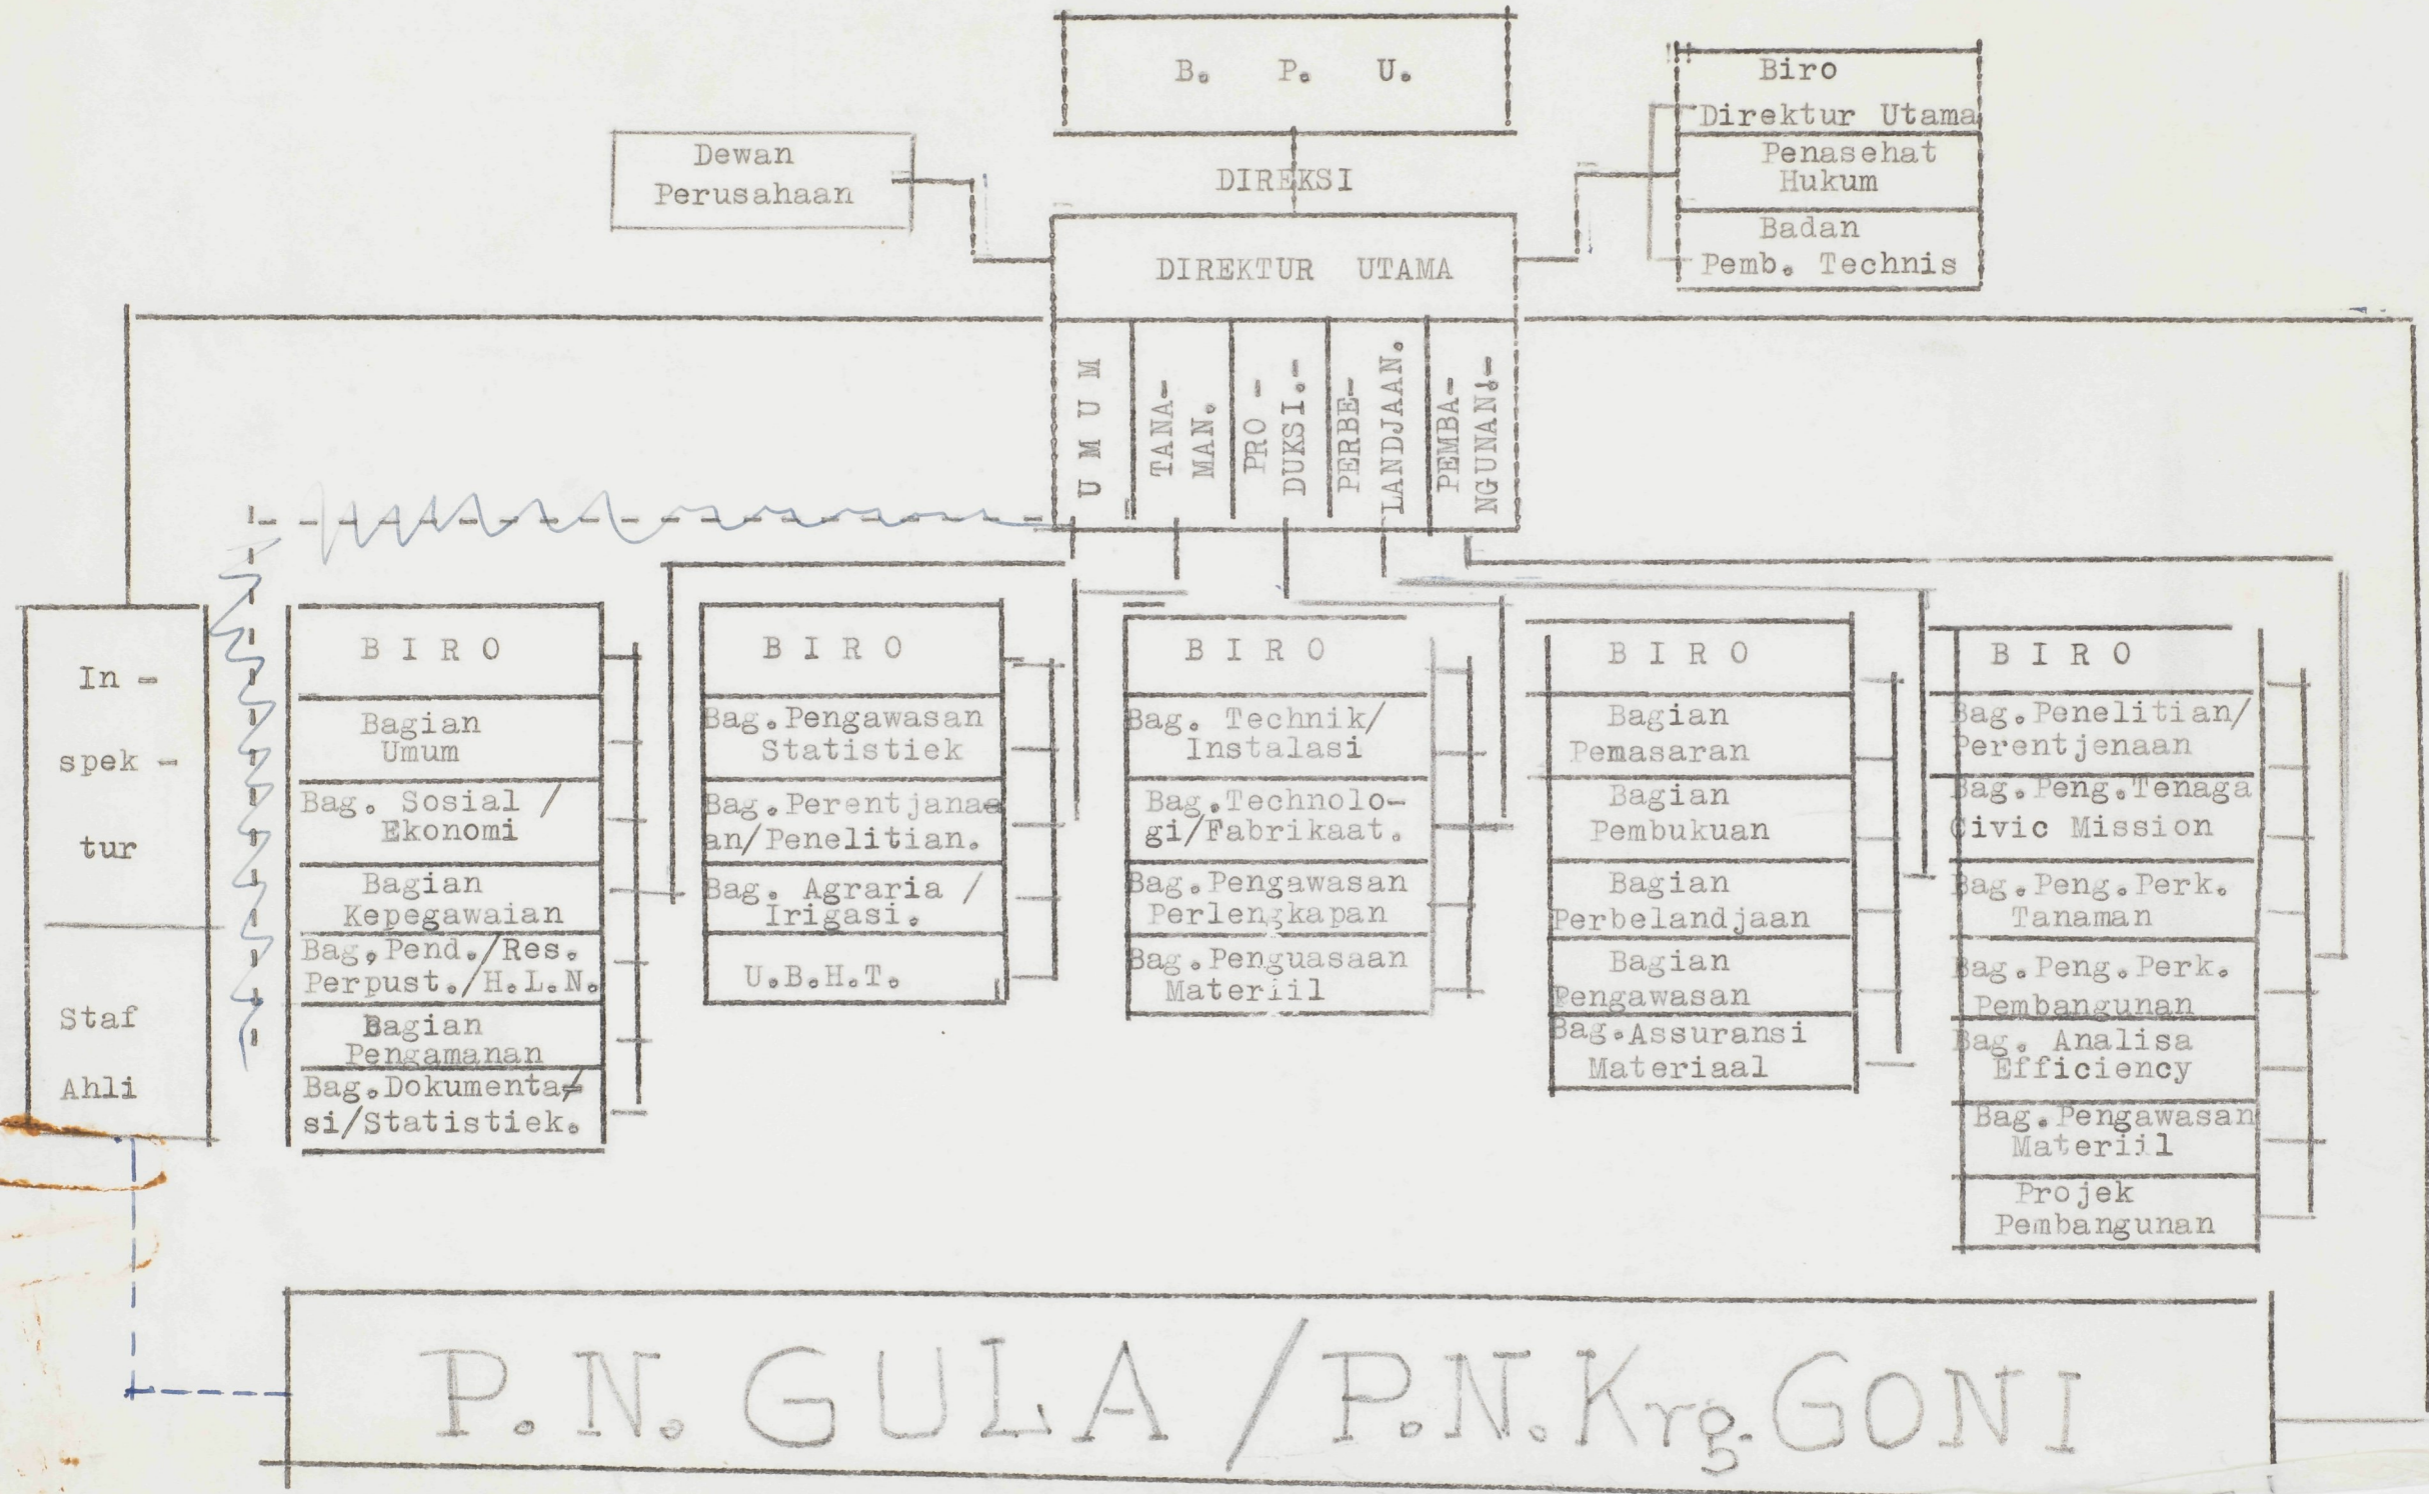 B. P. U.
Biro
Direktur Utama
Penasehat
Hukum
Badan
Pemb. Technis
Dewan
Perusahaan
DIREKSI
DIREKTUR UTAMA
U M U M
TANA-
MAN.
PRO -
DUKSI.-
PERBE-
LANDJAAN.
PEMBA-
NGUNAN.-
In -
spek -
tur
Staf
Ahli
B I R O
Bagian
Umum
Bag. Sosial /
Ekonomi
Bagian
Kepegawaian
Bag.Pend./Res.
Perpust./H.L.N.
Bagian
Pengamanan
Bag.Dokumenta-
si/Statistiek.
B I R O
Bag.Pengawasan
Statistiek
Bag.Perentjana-
an/Penelitian.
Bag. Agraria /
Irigasi.
U.B.H.T.
B I R O
Bag. Technik/
Instalasi
Bag.Technolo-
gi/Fabrikaat.
Bag.Pengawasan
Perlengkapan
Bag.Penguasaan
Materiil
B I R O
Bagian
Pemasaran
Bagian
Pembukuan
Bagian
Perbelandjaan
Bagian
Pengawasan
Bag.Assuransi
Materiaal
B I R O
Bag.Penelitian/
Perentjenaan
Bag.Peng.Tenaga
Civic Mission
Bag.Peng.Perk.
Tanaman
Bag.Peng.Perk.
Pembangunan
Bag. Analisa
Efficiency
Bag.Pengawasan
Materiil
Projek
Pembangunan
P.N. GULA / P.N. Krg. GONI